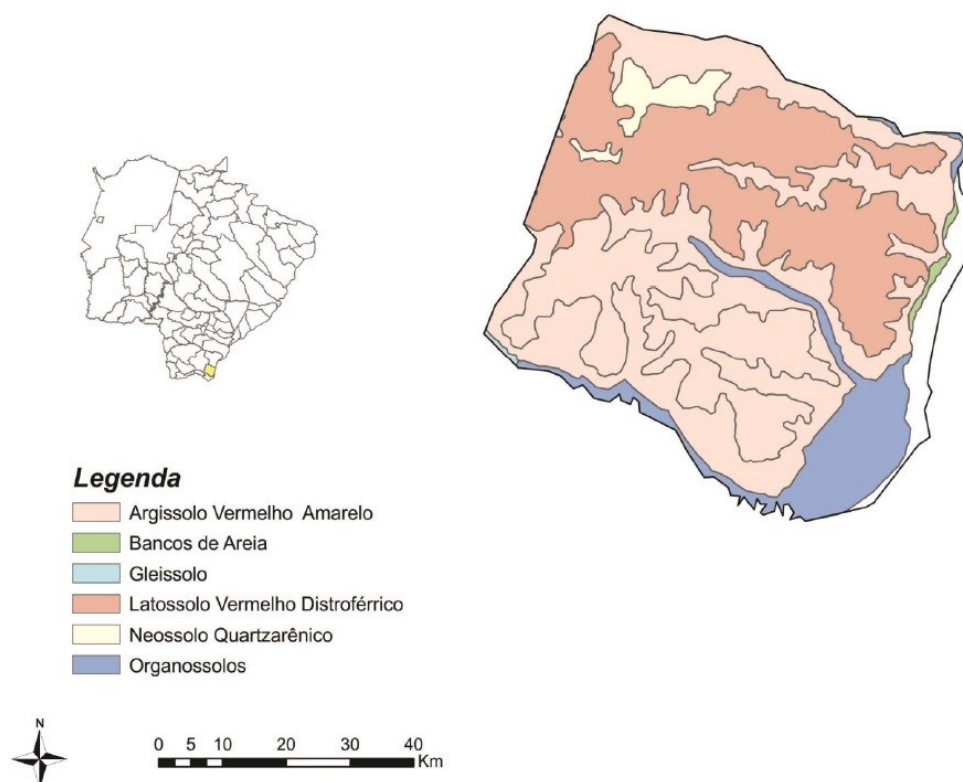 Legenda
Argissolo Vermelho Amarelo
Bancos de Areia
Gleissolo
Latossolo Vermelho Distroférrico
Neossolo Quartzarênico
Organossolos
N
0 5 10 20 30 40
Km